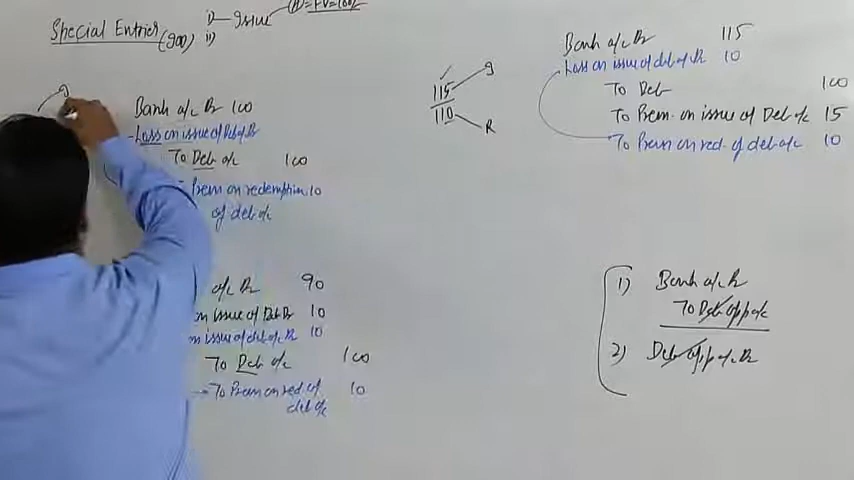 Special Entries (900)
i) Issue
ii)
Bank a/c Dr 100
Loss on issue of Deb a/c Dr
To Deb a/c 100
Prem on redemption 10
of deb a/c
a/c Dr 90
on issue of Deb Dr 10
on issue of deb a/c Dr 10
To Deb a/c 100
→ To Prem on red. of 10
deb a/c
115 I
110 R
Bank a/c Dr 115
Loss on issue of deb a/c Dr 10
To Deb 100
To Prem. on issue of Deb a/c 15
To Prem on red. of deb a/c 10
1) Bank a/c Dr
To Deb app a/c
2) Deb app a/c Dr